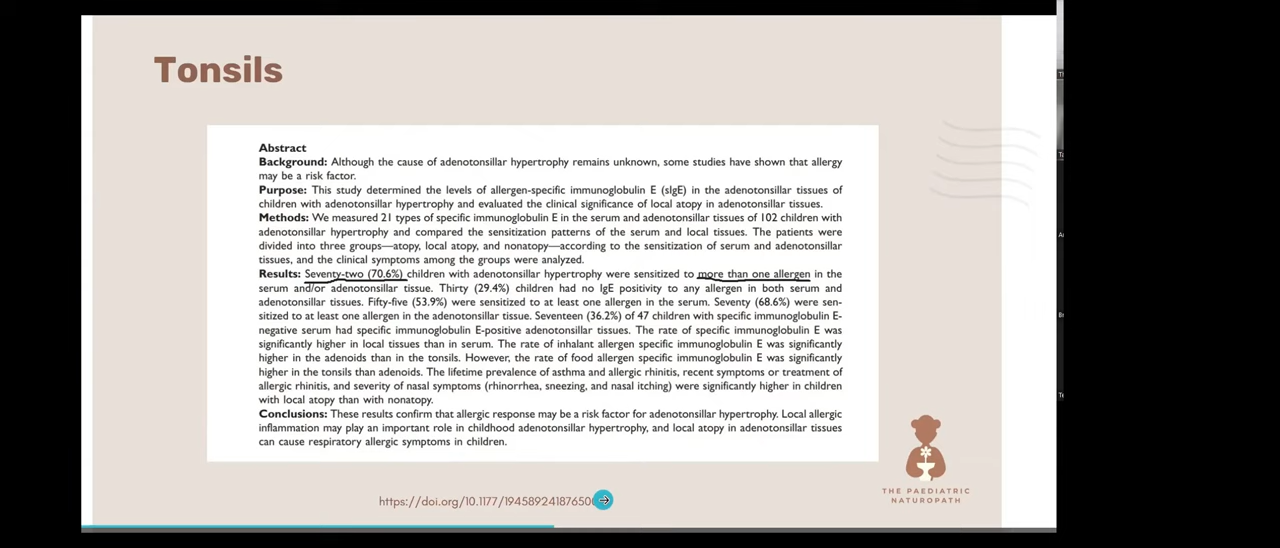 Tonsils
Abstract
Background: Although the cause of adenotonsillar hypertrophy remains unknown, some studies have shown that allergy
may be a risk factor.
Purpose: This study determined the levels of allergen-specific immunoglobulin E (sIgE) in the adenotonsillar tissues of
children with adenotonsillar hypertrophy and evaluated the clinical significance of local atopy in adenotonsillar tissues.
Methods: We measured 21 types of specific immunoglobulin E in the serum and adenotonsillar tissues of 102 children with
adenotonsillar hypertrophy and compared the sensitization patterns of the serum and local tissues. The patients were
divided into three groups—atopy, local atopy, and nonatopy—according to the sensitization of serum and adenotonsillar
tissues, and the clinical symptoms among the groups were analyzed.
Results: Seventy-two (70.6%) children with adenotonsillar hypertrophy were sensitized to more than one allergen in the
serum and/or adenotonsillar tissue. Thirty (29.4%) children had no IgE positivity to any allergen in both serum and
adenotonsillar tissues. Fifty-five (53.9%) were sensitized to at least one allergen in the serum. Seventy (68.6%) were sen-
sitized to at least one allergen in the adenotonsillar tissue. Seventeen (36.2%) of 47 children with specific immunoglobulin E-
negative serum had specific immunoglobulin E-positive adenotonsillar tissues. The rate of specific immunoglobulin E was
significantly higher in local tissues than in serum. The rate of inhalant allergen specific immunoglobulin E was significantly
higher in the adenoids than in the tonsils. However, the rate of food allergen specific immunoglobulin E was significantly
higher in the tonsils than adenoids. The lifetime prevalence of asthma and allergic rhinitis, recent symptoms or treatment of
allergic rhinitis, and severity of nasal symptoms (rhinorrhea, sneezing, and nasal itching) were significantly higher in children
with local atopy than with nonatopy.
Conclusions: These results confirm that allergic response may be a risk factor for adenotonsillar hypertrophy. Local allergic
inflammation may play an important role in childhood adenotonsillar hypertrophy, and local atopy in adenotonsillar tissues
can cause respiratory allergic symptoms in children.
THE PAEDIATRIC
NATUROPATH
https://doi.org/10.1177/194589241876500